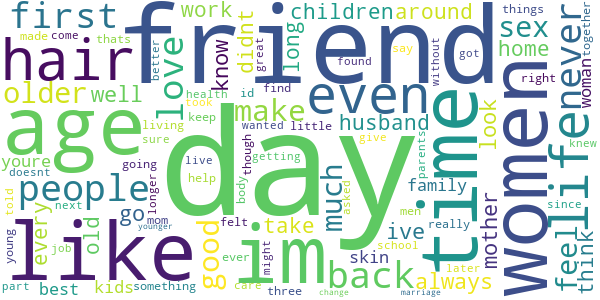 first
friend
work
children
around
things
made
come
thats
hair
love
know
didnt
long
better
great
found
say
without
got
sex
home
together
woman
right
never
older
well
make
even
women
life
age
youre
health
id
find
keep
took
husband
look
time
living
sure
wanted
little
knew
doesnt
going
day
live
though
getting
give
parents
family
feel
think
since
people
longer
help
body
much
asked
men
really
mother
told
every
next
old
go
mom
felt
good
take
ive
school
always
later
young
job
younger
like
ever
im
might
back
skin
part
best
kids
something
care
three
change
marriage